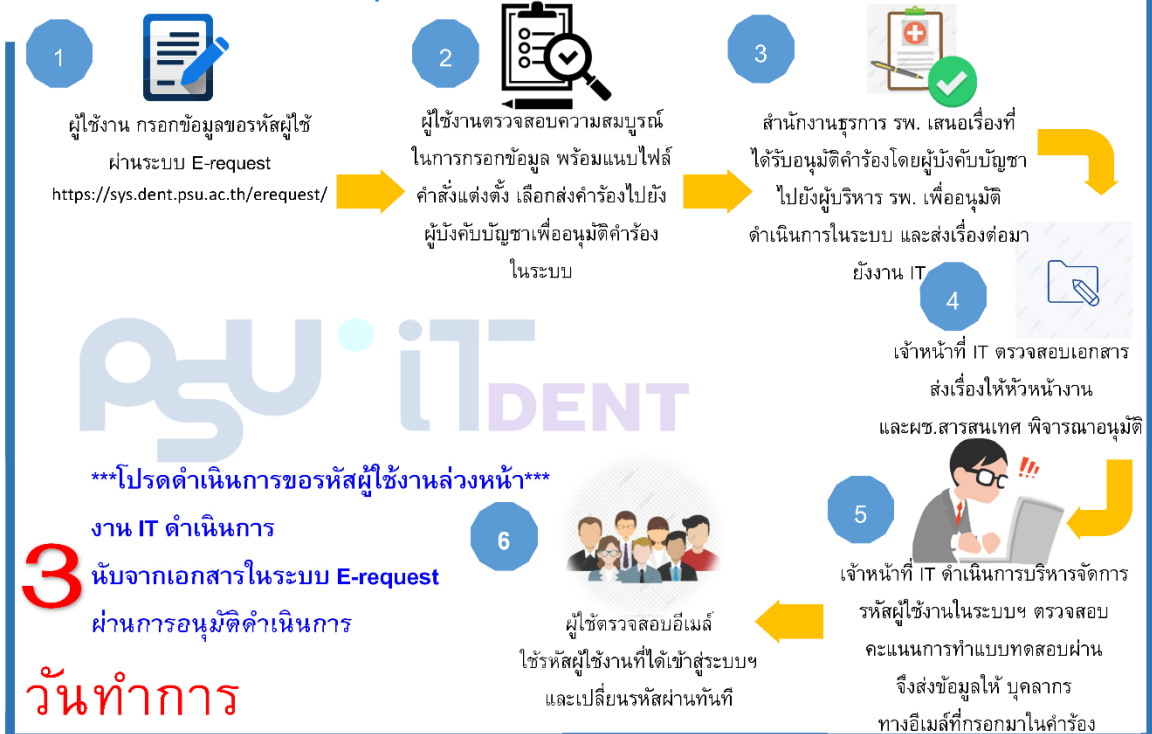 1
ผู้ใช้งาน กรอกข้อมูลขอรหัสผู้ใช้
ผ่านระบบ E-request
https://sys.dent.psu.ac.th/erequest/
2
ผู้ใช้งานตรวจสอบความสมบูรณ์
ในการกรอกข้อมูล พร้อมแนบไฟล์
คำสั่งแต่งตั้ง เลือกส่งคำร้องไปยัง
ผู้บังคับบัญชาเพื่ออนุมัติคำร้อง
ในระบบ
3
สำนักงานธุรการ รพ. เสนอเรื่องที่
ได้รับอนุมัติคำร้องโดยผู้บังคับบัญชา
ไปยังผู้บริหาร รพ. เพื่ออนุมัติ
ดำเนินการในระบบ และส่งเรื่องต่อมา
ยังงาน IT
4
เจ้าหน้าที่ IT ตรวจสอบเอกสาร
ส่งเรื่องให้หัวหน้างาน
และผช.สารสนเทศ พิจารณาอนุมัติ
5
เจ้าหน้าที่ IT ดำเนินการบริหารจัดการ
รหัสผู้ใช้งานในระบบฯ ตรวจสอบ
คะแนนการทำแบบทดสอบผ่าน
จึงส่งข้อมูลให้ บุคลากร
ทางอีเมล์ที่กรอกมาในคำร้อง
6
ผู้ใช้ตรวจสอบอีเมล์
ใช้รหัสผู้ใช้งานที่ได้เข้าสู่ระบบฯ
และเปลี่ยนรหัสผ่านทันที
PSU iT DENT
***โปรดดำเนินการขอรหัสผู้ใช้งานล่วงหน้า***
งาน IT ดำเนินการ
3 นับจากเอกสารในระบบ E-request
ผ่านการอนุมัติดำเนินการ
วันทำการ